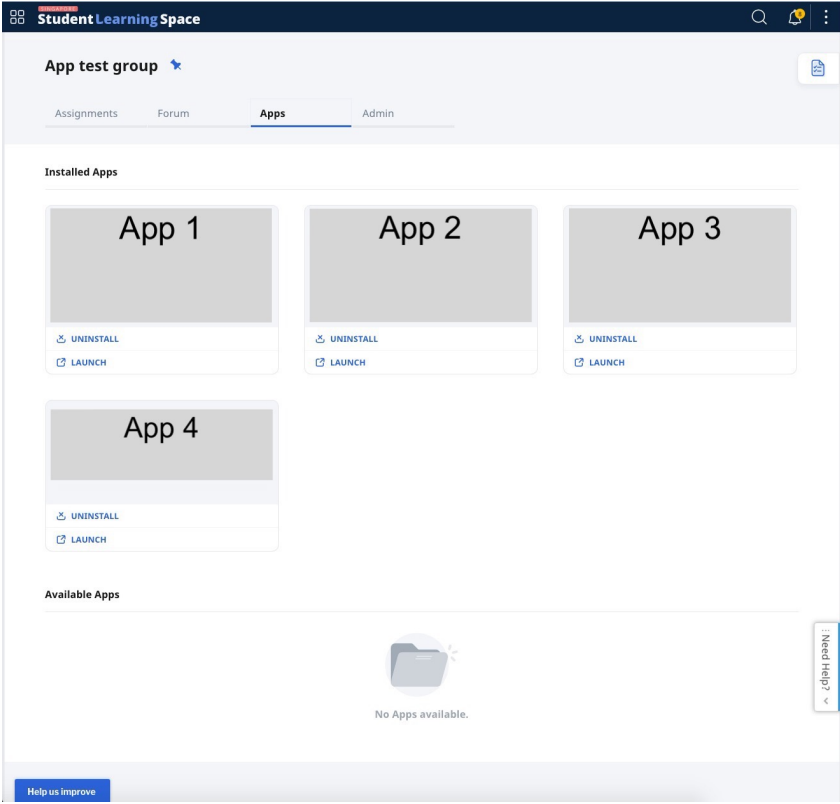 SINGAPORE
Student Learning Space
App test group
Assignments Forum Apps Admin
Installed Apps
App 1 App 2 App 3
UNINSTALL UNINSTALL UNINSTALL
LAUNCH LAUNCH LAUNCH
App 4
UNINSTALL
LAUNCH
Available Apps
Need Help?
No Apps available.
Help us improve